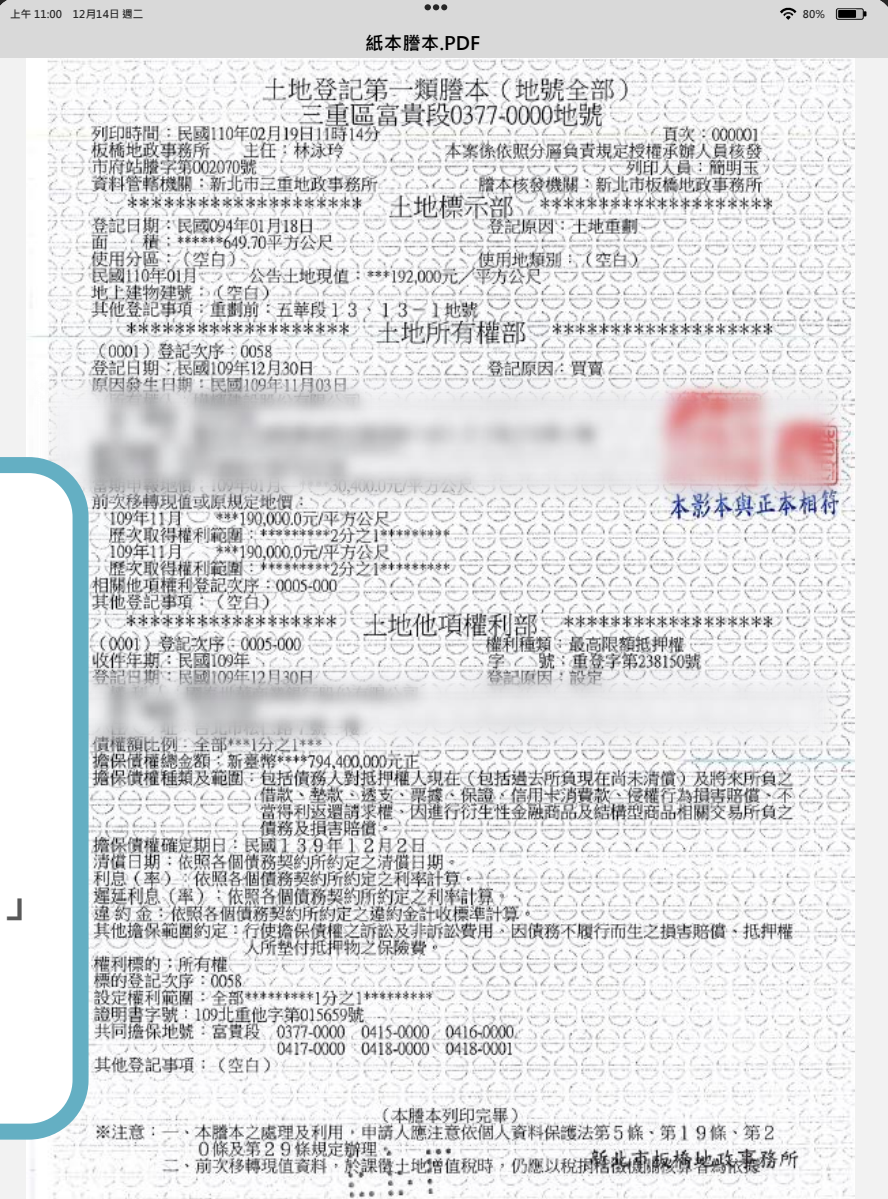 上午 11:00 12月14日 週二
80%
紙本謄本.PDF
土地登記第一類謄本（地號全部）
三重區富貴段0377-0000地號
列印時間：民國110年02月19日11時14分 頁次：000001
板橋地政事務所 主任：林泳玲 本案係依照分層負責規定授權承辦人員核發
市府站謄字第002070號 列印人員：簡明玉
資料管轄機關：新北市三重地政事務所 謄本核發機關：新北市板橋地政事務所
******************** 土地標示部 ********************
登記日期：民國094年01月18日 登記原因：土地重劃
面 積：******649.70平方公尺
使用分區：（空白） 使用地類別：（空白）
民國110年01月 公告土地現值：***192,000元／平方公尺
地上建物建號：（空白）
其他登記事項：重劃前：五華段１３、１３－１地號
******************* 土地所有權部 *******************
（0001）登記次序：0058
登記日期：民國109年12月30日 登記原因：買賣
原因發生日期：民國109年11月03日
前次移轉現值或原規定地價：
109年11月 ***190,000.0元/平方公尺
歷次取得權利範圍：*********2分之1*********
109年11月 ***190,000.0元/平方公尺
歷次取得權利範圍：*********2分之1*********
相關他項權利登記次序：0005-000
其他登記事項：（空白）
本影本與正本相符
****************** 土地他項權利部 ******************
（0001）登記次序：0005-000 權利種類：最高限額抵押權
收件年期：民國109年 字 號：重登字第238150號
登記日期：民國109年12月30日 登記原因：設定
債權額比例：全部***1分之1***
擔保債權總金額：新臺幣****794,400,000元正
擔保債權種類及範圍：包括債務人對抵押權人現在（包括過去所負現在尚未清償）及將來所負之
借款、墊款、透支、票據、保證、信用卡消費款、侵權行為損害賠償、不
當得利返還請求權、因進行衍生性金融商品及結構型商品相關交易所負之
債務及損害賠償。
擔保債權確定期日：民國１３９年１２月２日
清償日期：依照各個債務契約所約定之清償日期。
利息（率）：依照各個債務契約所約定之利率計算。
遲延利息（率）：依照各個債務契約所約定之利率計算。
違 約 金：依照各個債務契約所約定之違約金計收標準計算。
其他擔保範圍約定：行使擔保債權之訴訟及非訴訟費用、因債務不履行而生之損害賠償、抵押權
人所墊付抵押物之保險費。
權利標的：所有權
標的登記次序：0058
設定權利範圍：全部*********1分之1*********
證明書字號：109北重他字第015659號
共同擔保地號：富貴段 0377-0000 0415-0000 0416-0000
0417-0000 0418-0000 0418-0001
其他登記事項：（空白）
」
（本謄本列印完畢）
※注意：一、本謄本之處理及利用，申請人應注意依個人資料保護法第５條、第１９條、第２
０條及第２９條規定辦理。
二、前次移轉現值資料，於課徵土地增值稅時，仍應以稅捐稽徵機關核算者為依據
新北市板橋地政事務所